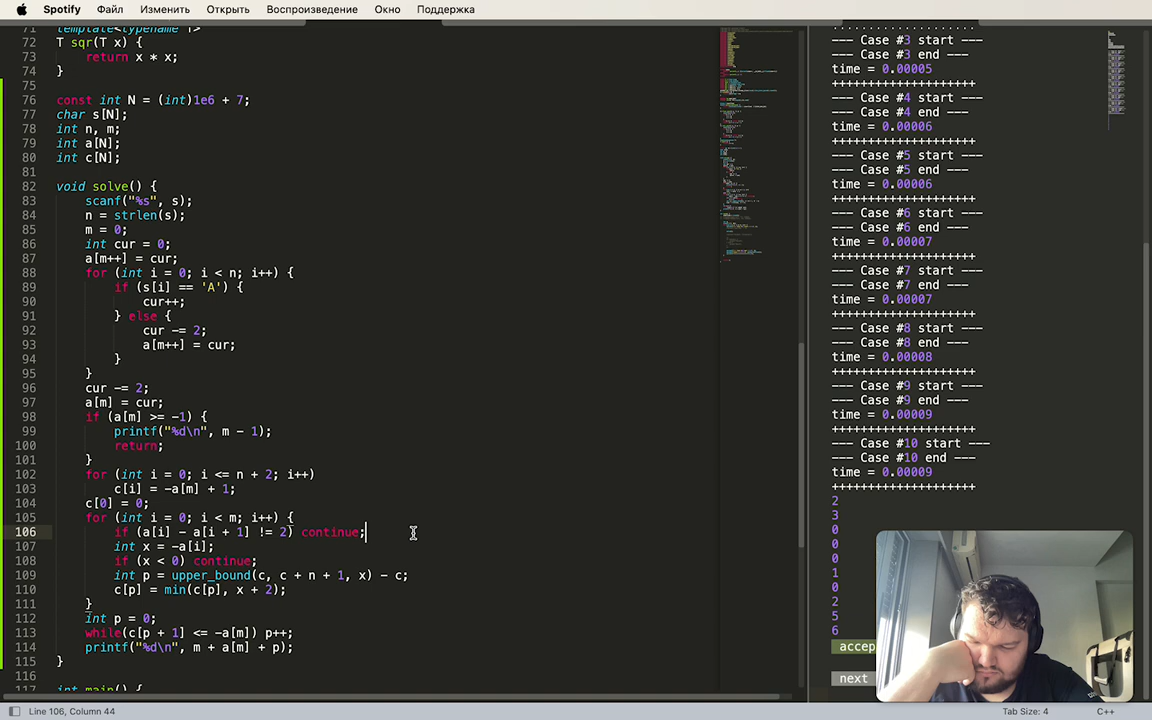 Spotify Файл Изменить Открыть Воспроизведение Окно Поддержка
71 template<typename T>
72 T sqr(T x) {
73 return x * x;
74 }
75
76 const int N = (int)1e6 + 7;
77 char s[N];
78 int n, m;
79 int a[N];
80 int c[N];
81
82 void solve() {
83 scanf("%s", s);
84 n = strlen(s);
85 m = 0;
86 int cur = 0;
87 a[m++] = cur;
88 for (int i = 0; i < n; i++) {
89 if (s[i] == 'A') {
90 cur++;
91 } else {
92 cur -= 2;
93 a[m++] = cur;
94 }
95 }
96 cur -= 2;
97 a[m] = cur;
98 if (a[m] >= -1) {
99 printf("%d\n", m - 1);
100 return;
101 }
102 for (int i = 0; i <= n + 2; i++)
103 c[i] = -a[m] + 1;
104 c[0] = 0;
105 for (int i = 0; i < m; i++) {
106 if (a[i] - a[i + 1] != 2) continue;
107 int x = -a[i];
108 if (x < 0) continue;
109 int p = upper_bound(c, c + n + 1, x) - c;
110 c[p] = min(c[p], x + 2);
111 }
112 int p = 0;
113 while(c[p + 1] <= -a[m]) p++;
114 printf("%d\n", m + a[m] + p);
115 }
116
117 int main() {
Line 106, Column 44
+++++++++++++++++++
--- Case #3 start ---
--- Case #3 end ---
time = 0.00005
++++++++++++++++++++
--- Case #4 start ---
--- Case #4 end ---
time = 0.00006
++++++++++++++++++++
--- Case #5 start ---
--- Case #5 end ---
time = 0.00006
++++++++++++++++++++
--- Case #6 start ---
--- Case #6 end ---
time = 0.00007
++++++++++++++++++++
--- Case #7 start ---
--- Case #7 end ---
time = 0.00007
++++++++++++++++++++
--- Case #8 start ---
--- Case #8 end ---
time = 0.00008
++++++++++++++++++++
--- Case #9 start ---
--- Case #9 end ---
time = 0.00009
++++++++++++++++++++
--- Case #10 start ---
--- Case #10 end ---
time = 0.00009
++++++++++++++++++++
2
3
0
0
0
1
0
2
5
6
accep
next
Tab Size: 4 C++